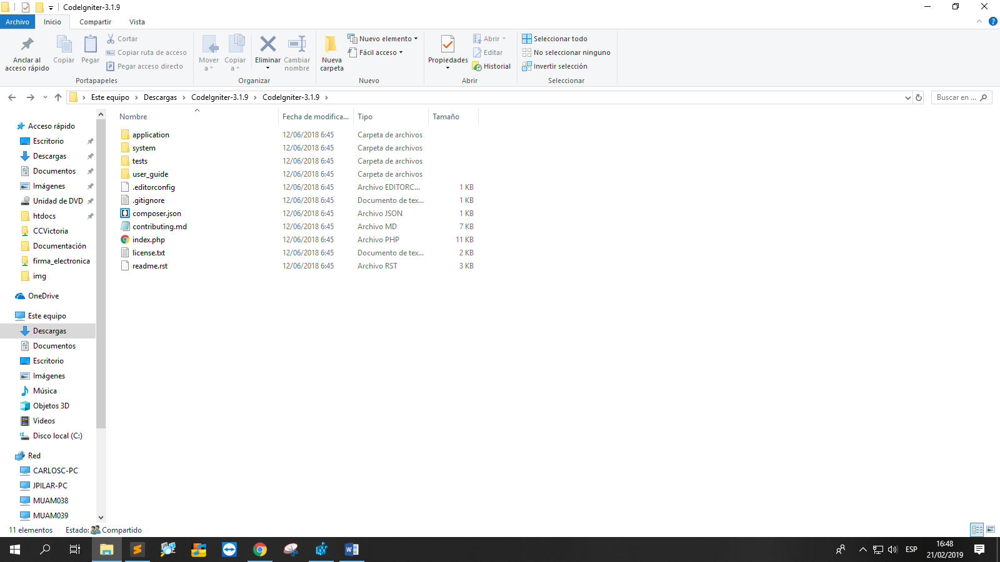 CodeIgniter-3.1.9
Archivo Inicio Compartir Vista
Anclar al acceso rápido
Copiar
Pegar
Cortar
Copiar ruta de acceso
Pegar acceso directo
Portapapeles
Mover a
Copiar a
Eliminar
Cambiar nombre
Organizar
Nueva carpeta
Nuevo elemento
Fácil acceso
Nuevo
Propiedades
Abrir
Editar
Historial
Abrir
Seleccionar todo
No seleccionar ninguno
Invertir selección
Seleccionar
Este equipo > Descargas > CodeIgniter-3.1.9 > CodeIgniter-3.1.9 >
Buscar en ...
Acceso rápido
Escritorio
Descargas
Documentos
Imágenes
Unidad de DVD
htdocs
CCVictoria
Documentación
firma_electronica
img
OneDrive
Este equipo
Descargas
Documentos
Escritorio
Imágenes
Música
Objetos 3D
Videos
Disco local (C:)
Red
CARLOSC-PC
JPILAR-PC
MUAM038
MUAM039
Nombre Fecha de modifica... Tipo Tamaño
application 12/06/2018 6:45 Carpeta de archivos
system 12/06/2018 6:45 Carpeta de archivos
tests 12/06/2018 6:45 Carpeta de archivos
user_guide 12/06/2018 6:45 Carpeta de archivos
.editorconfig 12/06/2018 6:45 Archivo EDITORC... 1 KB
.gitignore 12/06/2018 6:45 Documento de tex... 1 KB
composer.json 12/06/2018 6:45 Archivo JSON 1 KB
contributing.md 12/06/2018 6:45 Archivo MD 7 KB
index.php 12/06/2018 6:45 Archivo PHP 11 KB
license.txt 12/06/2018 6:45 Documento de tex... 2 KB
readme.rst 12/06/2018 6:45 Archivo RST 3 KB
11 elementos Estado: Compartido
ESP
16:48
21/02/2019